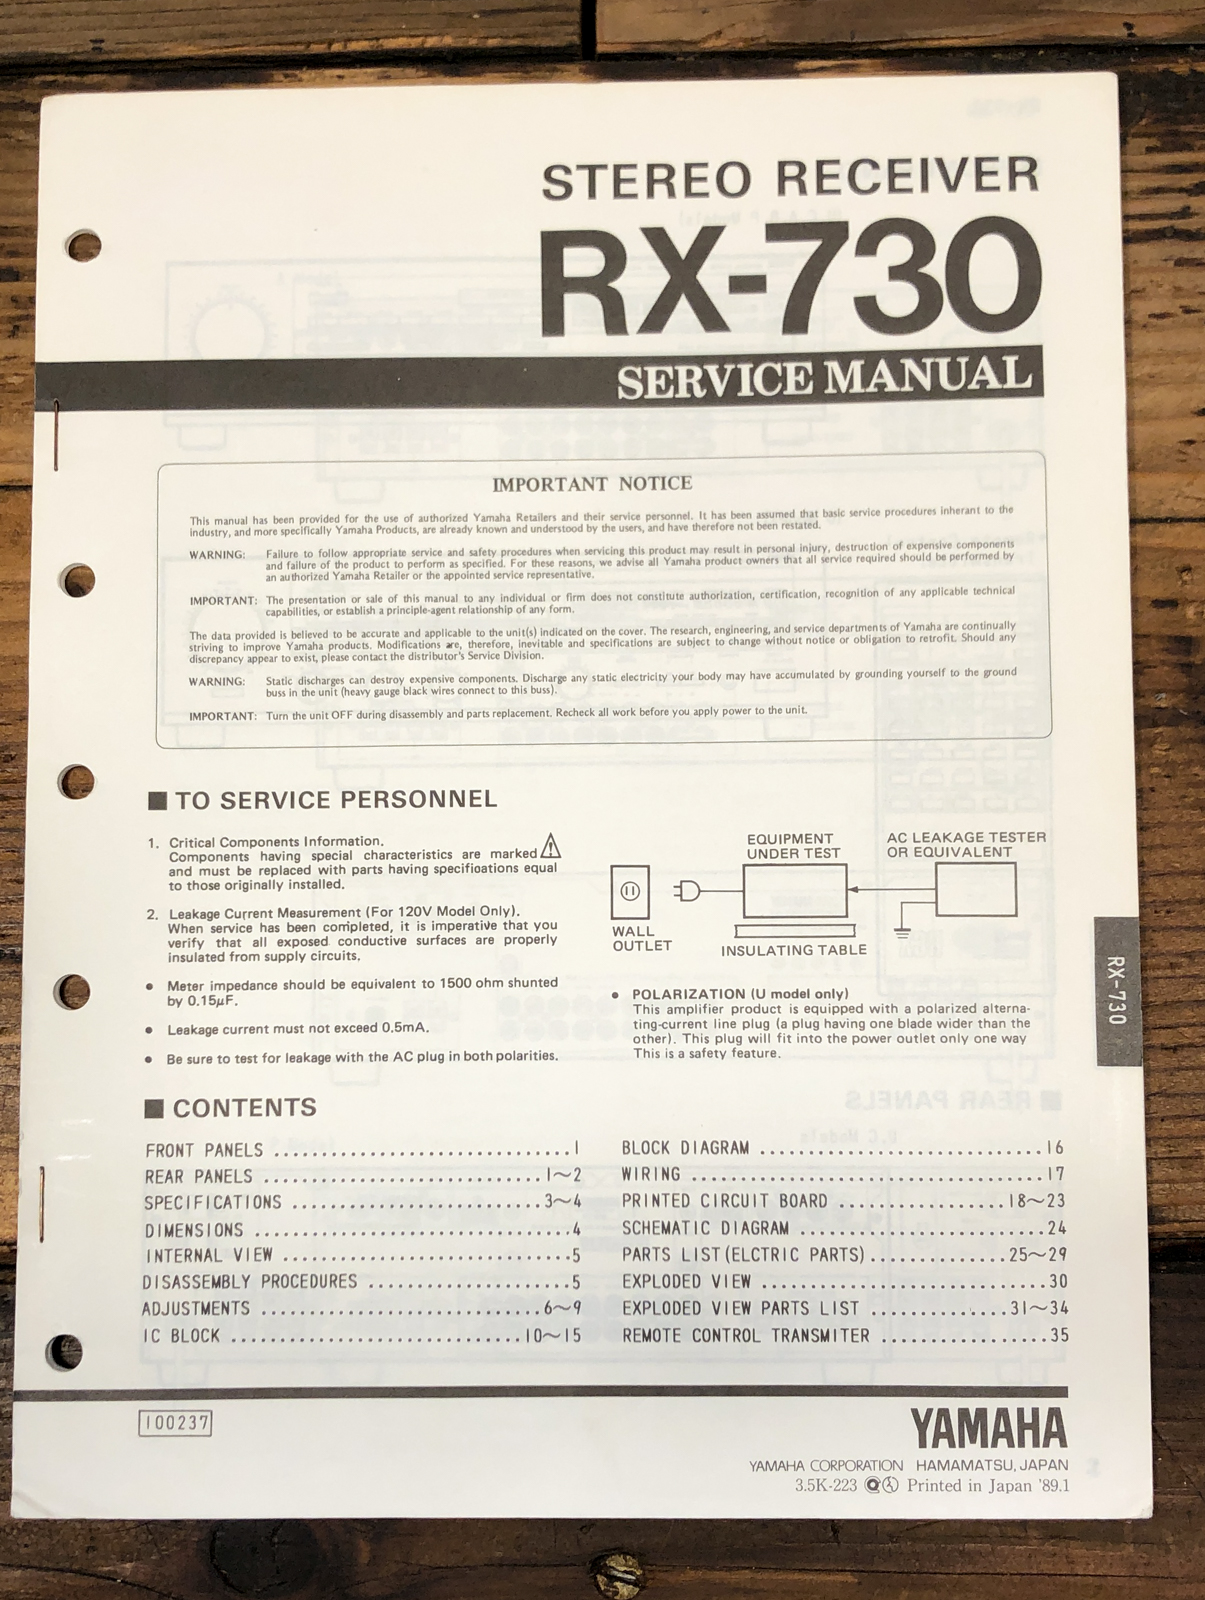 STEREO RECEIVER
RX-730
SERVICE MANUAL
IMPORTANT NOTICE
This manual has been provided for the use of authorized Yamaha Retailers and their service personnel. It has been assumed that basic service procedures inherant to the
industry, and more specifically Yamaha Products, are already known and understood by the users, and have therefore not been restated.
WARNING: Failure to follow appropriate service and safety procedures when servicing this product may result in personal injury, destruction of expensive components
and failure of the product to perform as specified. For these reasons, we advise all Yamaha product owners that all service required should be performed by
an authorized Yamaha Retailer or the appointed service representative.
IMPORTANT: The presentation or sale of this manual to any individual or firm does not constitute authorization, certification, recognition of any applicable technical
capabilities, or establish a principle-agent relationship of any form.
The data provided is believed to be accurate and applicable to the unit(s) indicated on the cover. The research, engineering, and service departments of Yamaha are continually
striving to improve Yamaha products. Modifications are, therefore, inevitable and specifications are subject to change without notice or obligation to retrofit. Should any
discrepancy appear to exist, please contact the distributor's Service Division.
WARNING: Static discharges can destroy expensive components. Discharge any static electricity your body may have accumulated by grounding yourself to the ground
buss in the unit (heavy gauge black wires connect to this buss).
IMPORTANT: Turn the unit OFF during disassembly and parts replacement. Recheck all work before you apply power to the unit.
■ TO SERVICE PERSONNEL
1. Critical Components Information.
Components having special characteristics are marked ⚠
and must be replaced with parts having specifioations equal
to those originally installed.
2. Leakage Current Measurement (For 120V Model Only).
When service has been completed, it is imperative that you
verify that all exposed conductive surfaces are properly
insulated from supply circuits.
● Meter impedance should be equivalent to 1500 ohm shunted
by 0.15μF.
● Leakage current must not exceed 0.5mA.
● Be sure to test for leakage with the AC plug in both polarities.
EQUIPMENT
UNDER TEST
AC LEAKAGE TESTER
OR EQUIVALENT
WALL
OUTLET
INSULATING TABLE
● POLARIZATION (U model only)
This amplifier product is equipped with a polarized alterna-
ting-current line plug (a plug having one blade wider than the
other). This plug will fit into the power outlet only one way
This is a safety feature.
RX-730
■ CONTENTS
FRONT PANELS ..............................1
REAR PANELS ............................1~2
SPECIFICATIONS .........................3~4
DIMENSIONS ................................4
INTERNAL VIEW .............................5
DISASSEMBLY PROCEDURES ....................5
ADJUSTMENTS ............................6~9
IC BLOCK .............................10~15
BLOCK DIAGRAM ............................16
WIRING ...................................17
PRINTED CIRCUIT BOARD .................18~23
SCHEMATIC DIAGRAM ........................24
PARTS LIST(ELCTRIC PARTS)..............25~29
EXPLODED VIEW ............................30
EXPLODED VIEW PARTS LIST ..............31~34
REMOTE CONTROL TRANSMITER ................35
100237
YAMAHA
YAMAHA CORPORATION HAMAMATSU, JAPAN
3.5K-223 Printed in Japan '89.1